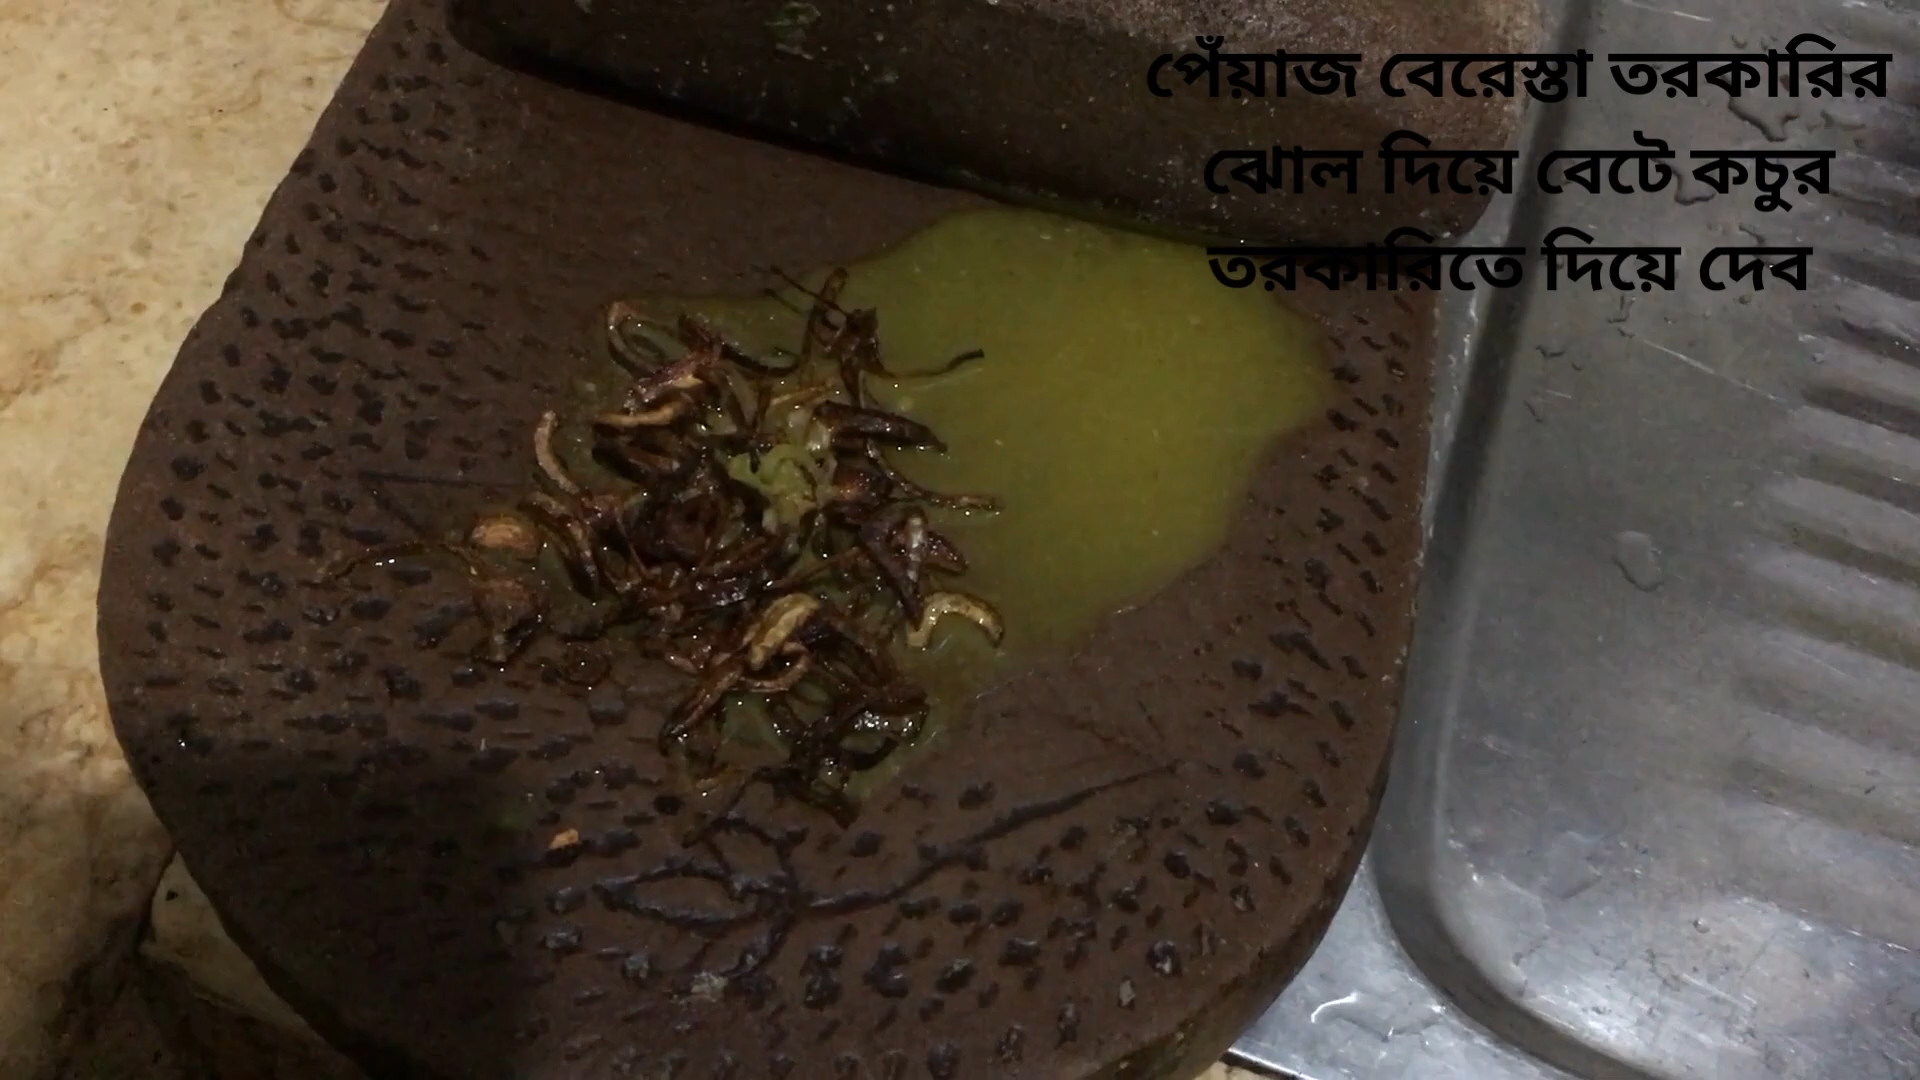 পেঁয়াজ বেরেস্তা তরকারির
ঝোল দিয়ে বেটে কচুর
তরকারিতে দিয়ে দেব